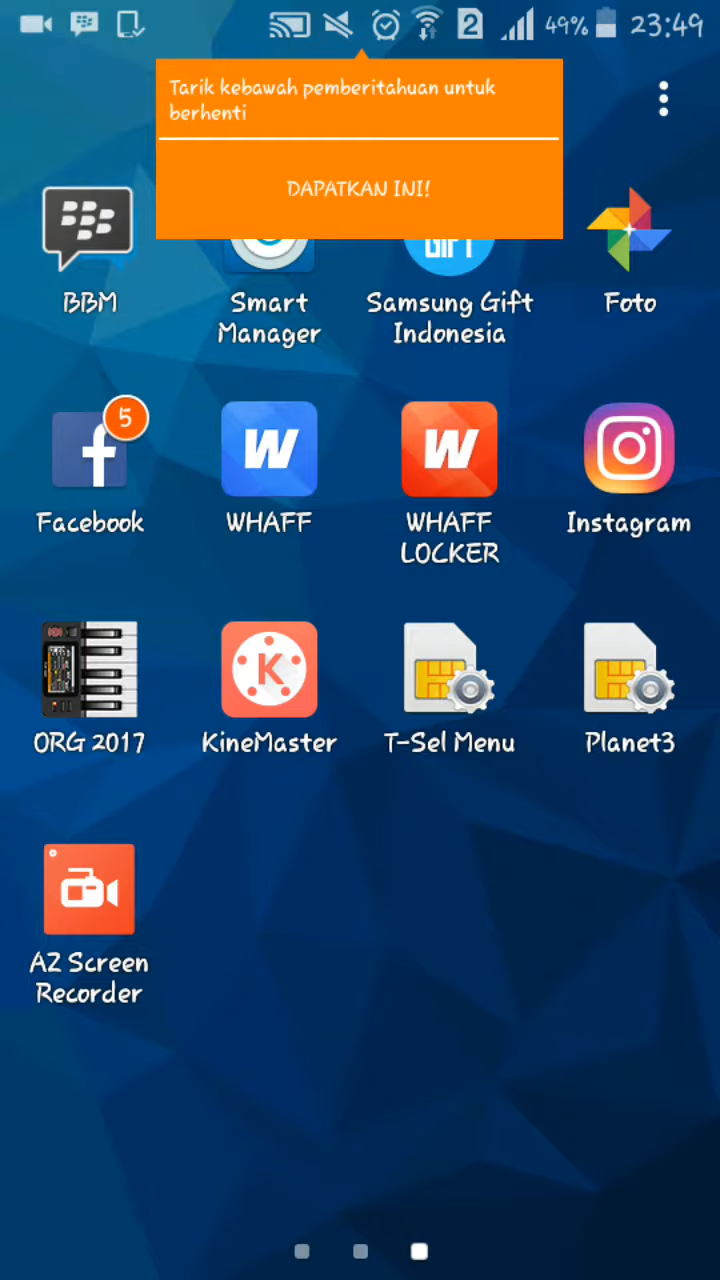 2
49%
23:49
Tarik kebawah pemberitahuan untuk
berhenti
DAPATKAN INI!
GIFT
BBM
Smart
Manager
Samsung Gift
Indonesia
Foto
5
f
W
W
Facebook
WHAFF
WHAFF
LOCKER
Instagram
K
ORG 2017
KineMaster
T-Sel Menu
Planet3
AZ Screen
Recorder